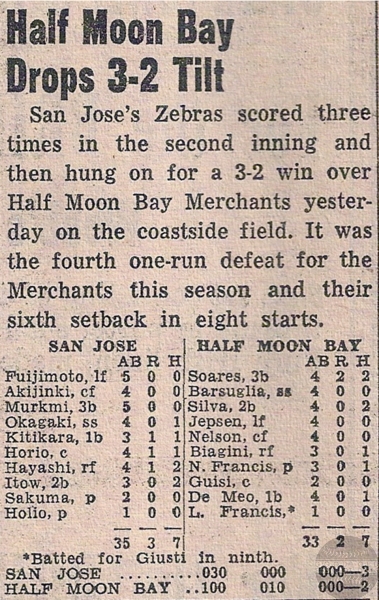 Half Moon Bay
Drops 3-2 Tilt
San Jose's Zebras scored three
times in the second inning and
then hung on for a 3-2 win over
Half Moon Bay Merchants yester-
day on the coastside field. It was
the fourth one-run defeat for the
Merchants this season and their
sixth setback in eight starts.
SAN JOSE
AB R H
Fuijimoto, lf 5 0 0
Akijinki, cf 4 0 0
Murkmi, 3b 5 0 0
Okagaki, ss 4 0 1
Kitikara, 1b 3 1 1
Horio, c 4 1 1
Hayashi, rf 4 1 2
Itow, 2b 3 0 2
Sakuma, p 2 0 0
Holio, p 1 0 0
35 3 7
HALF MOON BAY
AB R H
Soares, 3b 4 2 2
Barsuglia, ss 4 0 0
Silva, 2b 4 0 2
Jepsen, lf 4 0 0
Nelson, cf 4 0 0
Biagini, rf 3 0 1
N. Francis, p 3 0 1
Guisi, c 2 0 0
De Meo, 1b 4 0 1
L. Francis,* 1 0 0
33 2 7
*Batted for Giusti in ninth.
SAN JOSE ..........030 000 000—3
HALF MOON BAY ..100 010 000—2